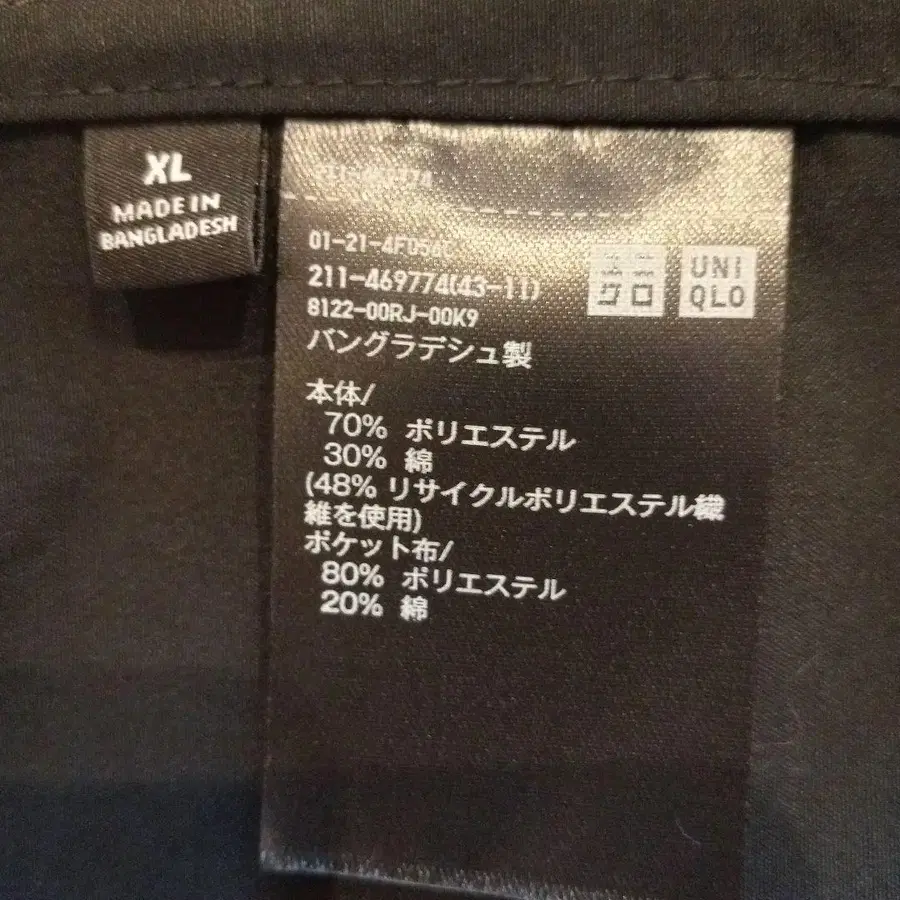 XL
MADE IN
BANGLADESH
211-469774(43-11)
8122-00RJ-00K9
バングラデシュ製
本体/
70% ポリエステル
30% 綿
(48% リサイクルポリエステル繊
維を使用)
ポケット布/
80% ポリエステル
20% 綿
ユニ
クロ
UNI
QLO